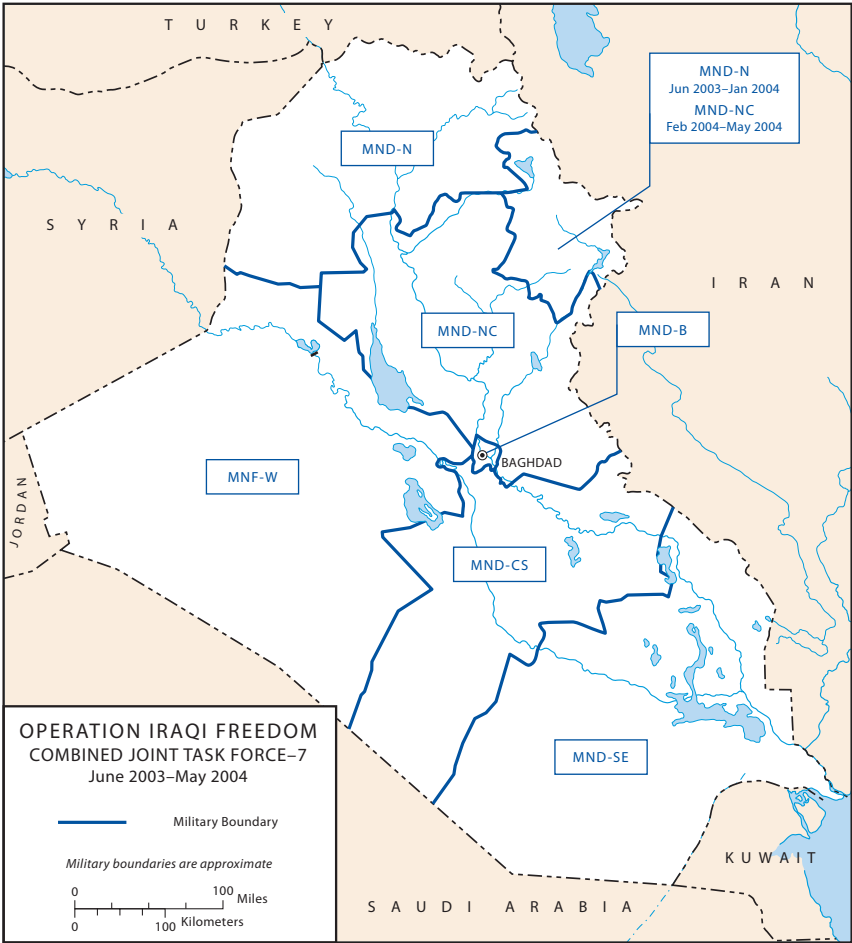 TURKEY
MND-N
Jun 2003–Jan 2004
MND-NC
Feb 2004–May 2004
MND-N
SYRIA
IRAN
MND-NC
MND-B
BAGHDAD
MNF-W
JORDAN
MND-CS
OPERATION IRAQI FREEDOM
COMBINED JOINT TASK FORCE–7
June 2003–May 2004
Military Boundary
Military boundaries are approximate
0 100 Miles
0 100 Kilometers
MND-SE
KUWAIT
SAUDI ARABIA